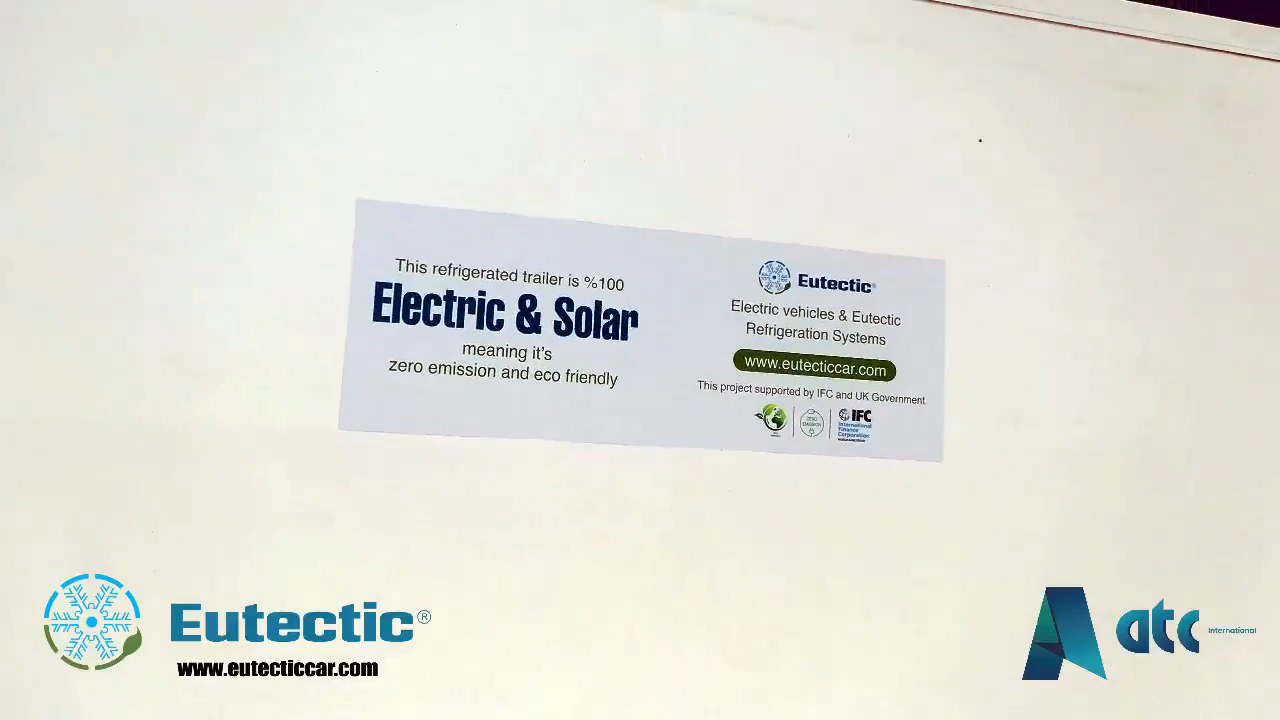 This refrigerated trailer is %100
Electric & Solar
meaning it's
zero emission and eco friendly
Eutectic®
Electric vehicles & Eutectic
Refrigeration Systems
www.eutecticcar.com
This project supported by IFC and UK Government
ZERO
EMISSION
IFC
International
Finance
Corporation
Eutectic®
www.eutecticcar.com
atc International